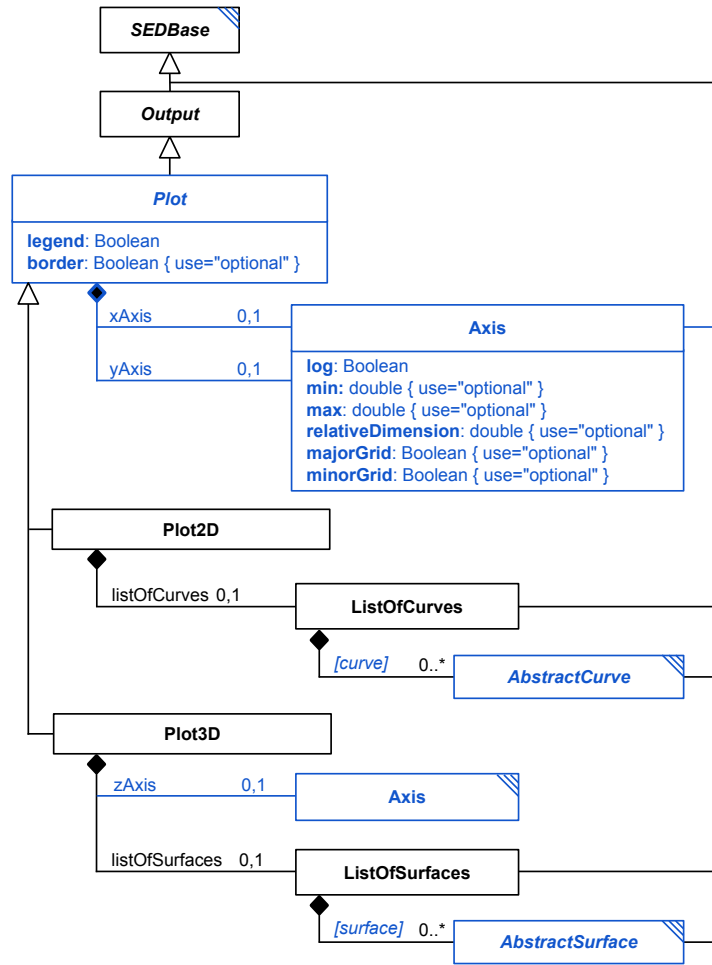 SEDBase
Output
Plot
legend: Boolean
border: Boolean { use="optional" }
xAxis 0,1
Axis
yAxis 0,1
log: Boolean
min: double { use="optional" }
max: double { use="optional" }
relativeDimension: double { use="optional" }
majorGrid: Boolean { use="optional" }
minorGrid: Boolean { use="optional" }
Plot2D
listOfCurves 0,1
ListOfCurves
[curve] 0..*
AbstractCurve
Plot3D
zAxis 0,1
Axis
listOfSurfaces 0,1
ListOfSurfaces
[surface] 0..*
AbstractSurface